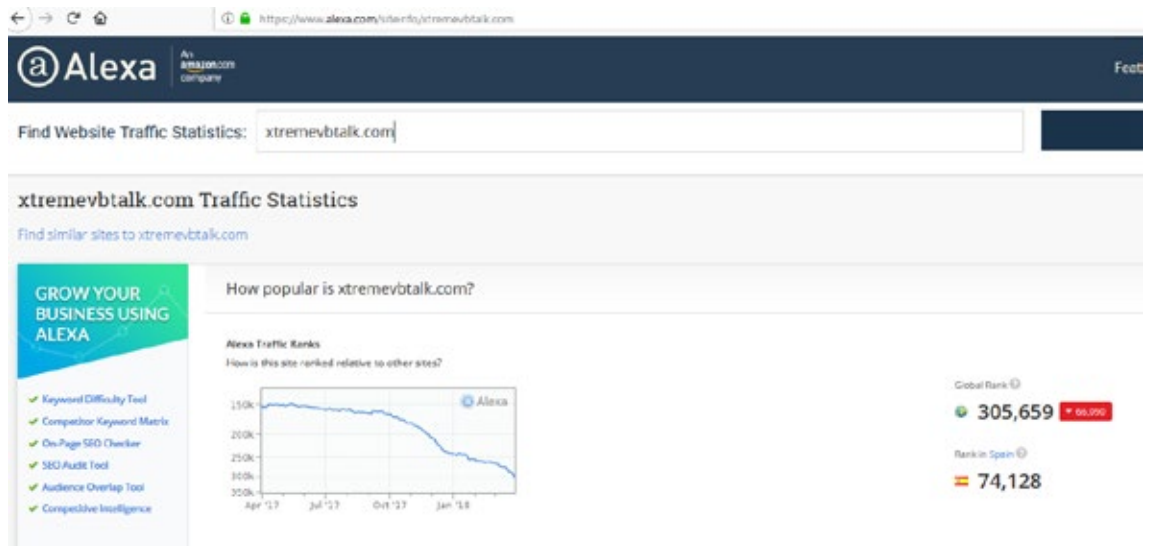 https://www.alexa.com/siteinfo/xtremevbtalk.com
a Alexa An amazon.com company
Feat
Find Website Traffic Statistics: xtremevbtalk.com
xtremevbtalk.com Traffic Statistics
Find similar sites to xtremevbtalk.com
GROW YOUR
BUSINESS USING
ALEXA
Keyword Difficulty Tool
Competitor Keyword Matrix
On-Page SEO Checker
SEO Audit Tool
Audience Overlap Tool
Competitive Intelligence
How popular is xtremevbtalk.com?
Alexa Traffic Ranks
How is this site ranked relative to other sites?
Alexa
150k
200k
250k
300k
350k
Apr '17 Jul '17 Oct '17 Jan '18
Global Rank
305,659
Rank in Spain
74,128